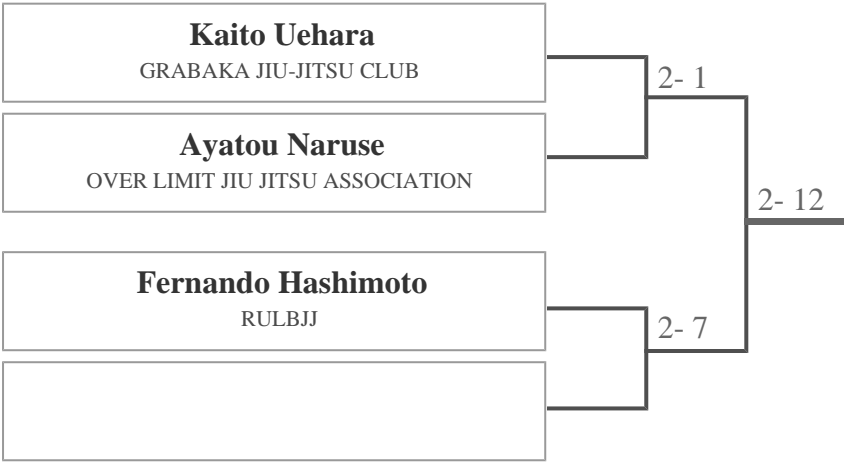 Kaito Uehara
GRABAKA JIU-JITSU CLUB
2- 1
Ayatou Naruse
OVER LIMIT JIU JITSU ASSOCIATION
2- 12
Fernando Hashimoto
RULBJJ
2- 7